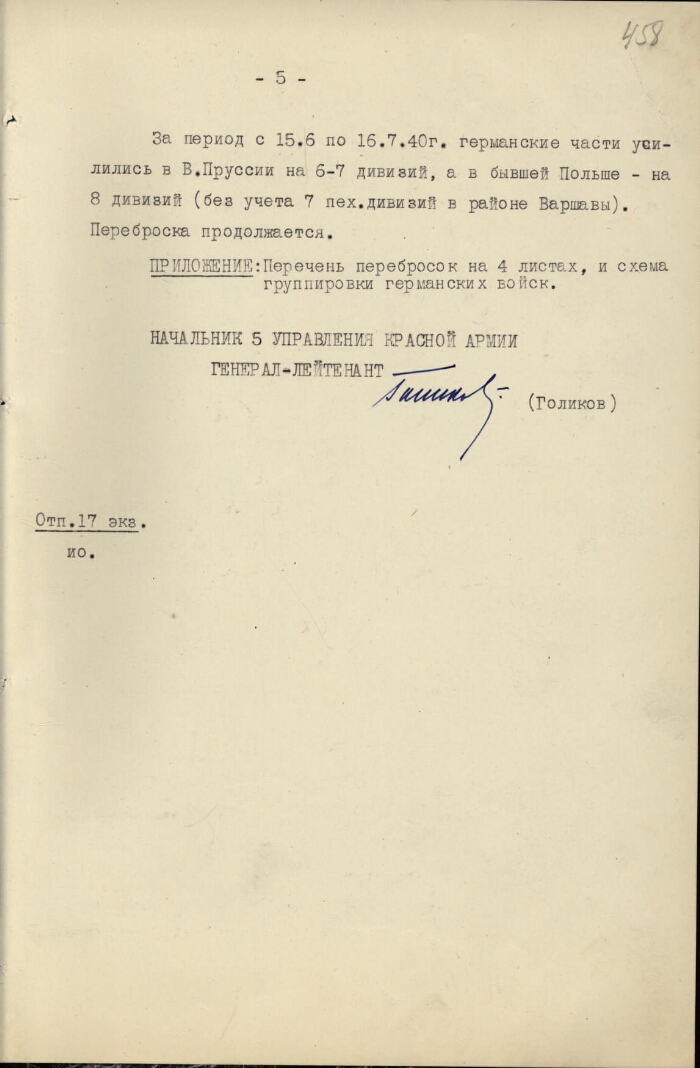 458
- 5 -
За период с 15.6 по 16.7.40г. германские части уси-
лились в В.Пруссии на 6-7 дивизий, а в бывшей Польше - на
8 дивизий (без учета 7 пех.дивизий в районе Варшавы).
Переброска продолжается.
ПРИЛОЖЕНИЕ:Перечень перебросок на 4 листах, и схема
группировки германских войск.
НАЧАЛЬНИК 5 УПРАВЛЕНИЯ КРАСНОЙ АРМИИ
ГЕНЕРАЛ-ЛЕЙТЕНАНТ
Голиков
(Голиков)
Отп.17 экз.
ио.